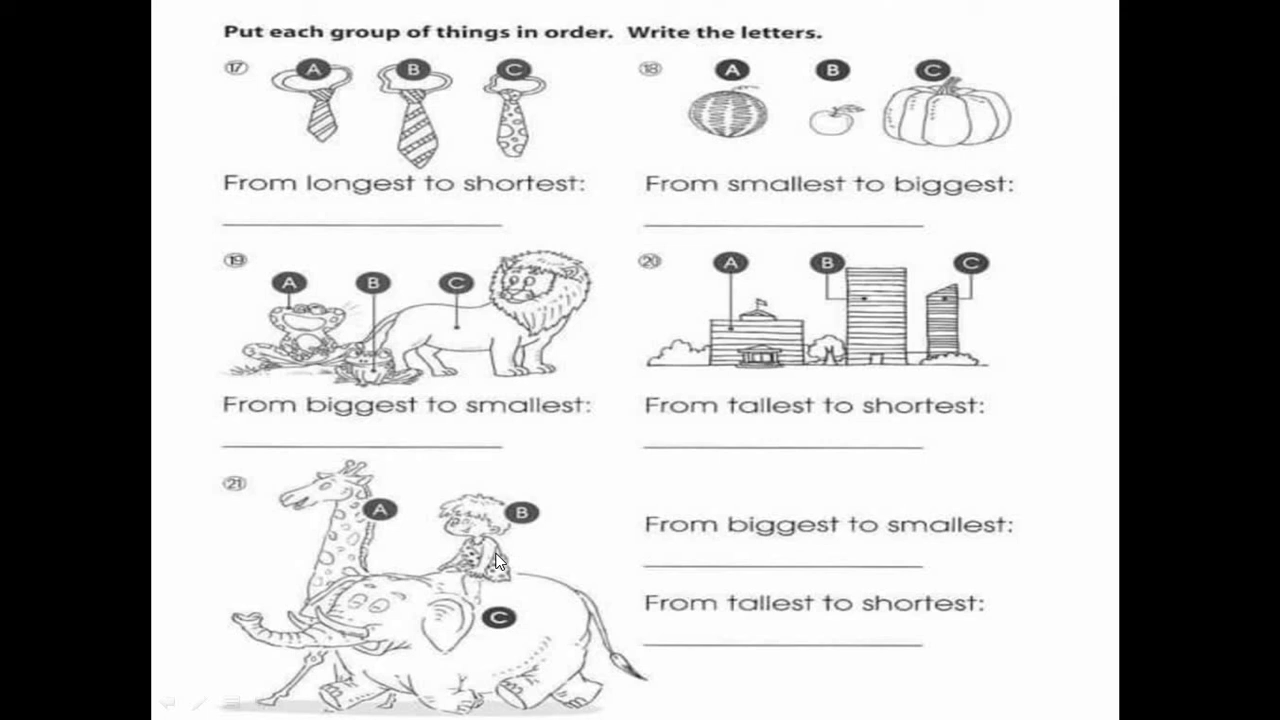 Put each group of things in order. Write the letters.
17 A B C
18 A B C
From longest to shortest:
From smallest to biggest:
19 A B C
20 A B C
From biggest to smallest:
From tallest to shortest:
21 A B C
From biggest to smallest:
From tallest to shortest: